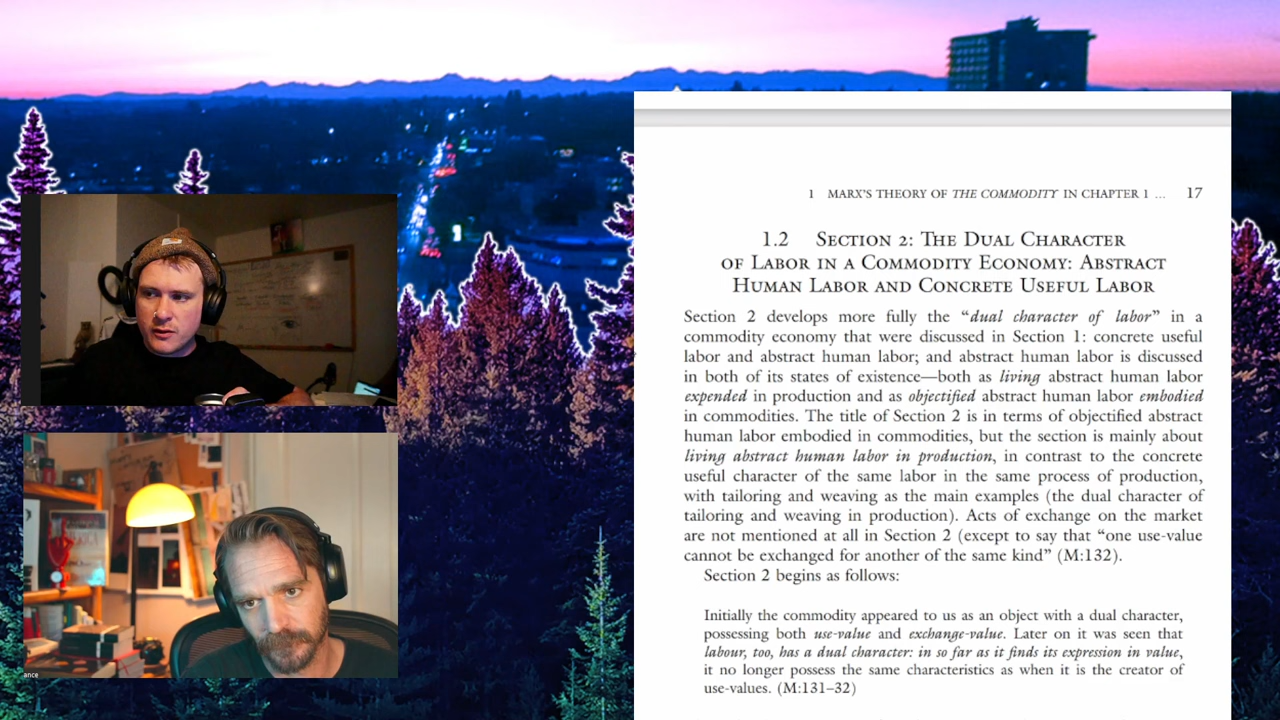 1 MARX'S THEORY OF THE COMMODITY IN CHAPTER 1 ... 17
1.2 SECTION 2: THE DUAL CHARACTER
OF LABOR IN A COMMODITY ECONOMY: ABSTRACT
HUMAN LABOR AND CONCRETE USEFUL LABOR
Section 2 develops more fully the “dual character of labor” in a
commodity economy that were discussed in Section 1: concrete useful
labor and abstract human labor; and abstract human labor is discussed
in both of its states of existence—both as living abstract human labor
expended in production and as objectified abstract human labor embodied
in commodities. The title of Section 2 is in terms of objectified abstract
human labor embodied in commodities, but the section is mainly about
living abstract human labor in production, in contrast to the concrete
useful character of the same labor in the same process of production,
with tailoring and weaving as the main examples (the dual character of
tailoring and weaving in production). Acts of exchange on the market
are not mentioned at all in Section 2 (except to say that “one use-value
cannot be exchanged for another of the same kind” (M:132).
Section 2 begins as follows:
Initially the commodity appeared to us as an object with a dual character,
possessing both use-value and exchange-value. Later on it was seen that
labour, too, has a dual character: in so far as it finds its expression in value,
it no longer possess the same characteristics as when it is the creator of
use-values. (M:131–32)
ance